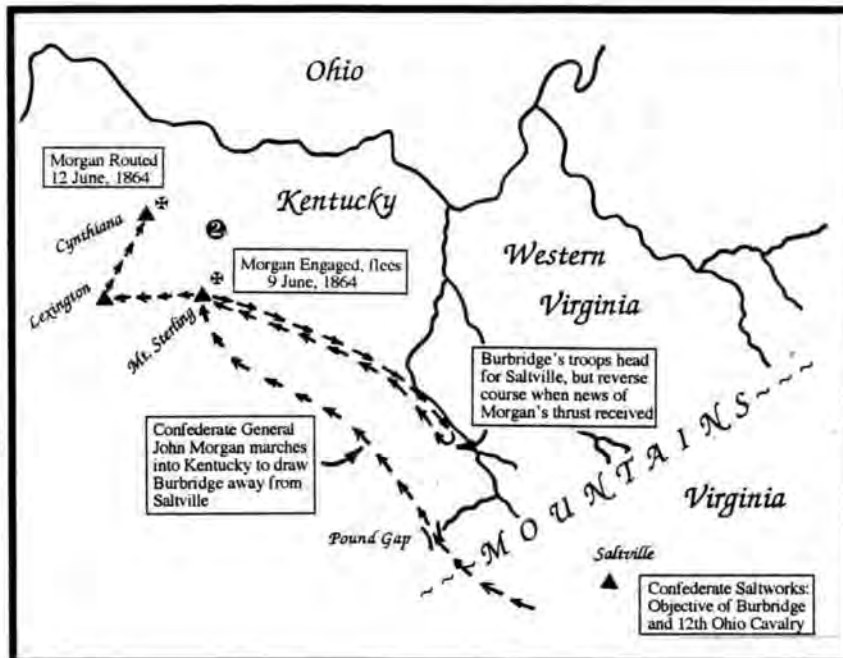 Ohio
Morgan Routed
12 June, 1864
Kentucky
Cynthiana
2
Western
Virginia
Morgan Engaged, flees
9 June, 1864
Lexington
Mt. Sterling
Burbridge's troops head
for Saltville, but reverse
course when news of
Morgan's thrust received
Confederate General
John Morgan marches
into Kentucky to draw
Burbridge away from
Saltville
MOUNTAINS
Virginia
Pound Gap
Saltville
Confederate Saltworks:
Objective of Burbridge
and 12th Ohio Cavalry